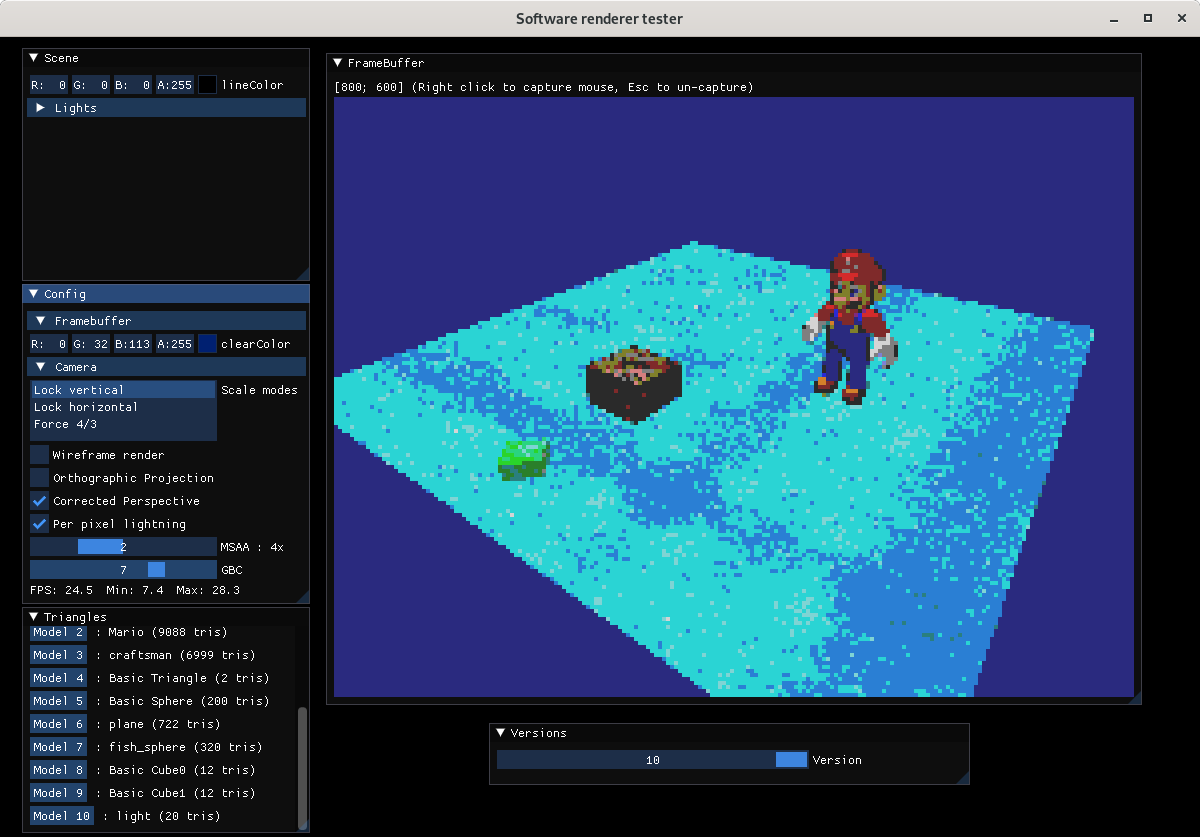 Software renderer tester
Scene
R: 0 G: 0 B: 0 A:255 lineColor
Lights
Config
Framebuffer
R: 0 G: 32 B:113 A:255 clearColor
Camera
Lock vertical Scale modes
Lock horizontal
Force 4/3
Wireframe render
Orthographic Projection
Corrected Perspective
Per pixel lightning
2 MSAA : 4x
7 GBC
FPS: 24.5 Min: 7.4 Max: 28.3
Triangles
Model 2 : Mario (9088 tris)
Model 3 : craftsman (6999 tris)
Model 4 : Basic Triangle (2 tris)
Model 5 : Basic Sphere (200 tris)
Model 6 : plane (722 tris)
Model 7 : fish_sphere (320 tris)
Model 8 : Basic Cube0 (12 tris)
Model 9 : Basic Cube1 (12 tris)
Model 10 : light (20 tris)
FrameBuffer
[800; 600] (Right click to capture mouse, Esc to un-capture)
Versions
10 Version